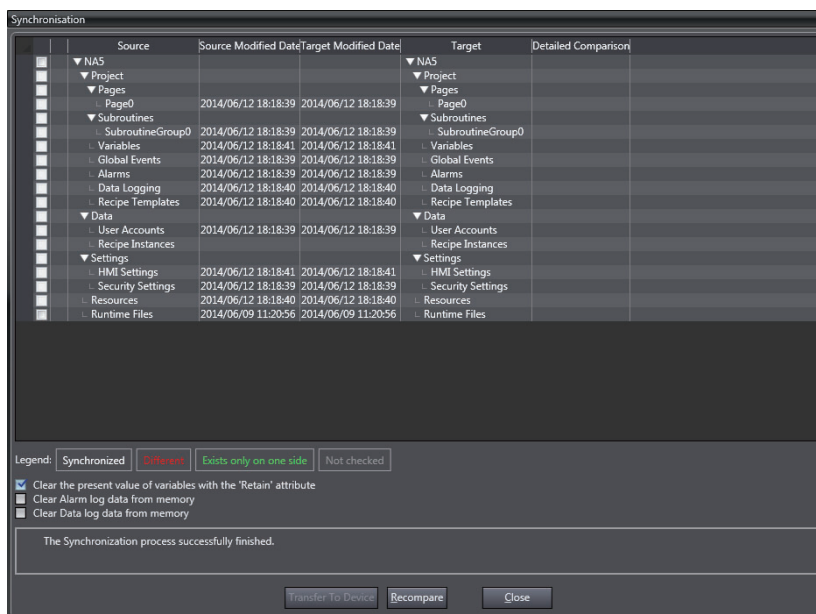 Synchronisation
Source Source Modified Date Target Modified Date Target Detailed Comparison
NA5 NA5
Project Project
Pages Pages
Page0 2014/06/12 18:18:39 2014/06/12 18:18:39 Page0
Subroutines Subroutines
SubroutineGroup0 2014/06/12 18:18:39 2014/06/12 18:18:39 SubroutineGroup0
Variables 2014/06/12 18:18:41 2014/06/12 18:18:41 Variables
Global Events 2014/06/12 18:18:39 2014/06/12 18:18:39 Global Events
Alarms 2014/06/12 18:18:39 2014/06/12 18:18:39 Alarms
Data Logging 2014/06/12 18:18:40 2014/06/12 18:18:40 Data Logging
Recipe Templates 2014/06/12 18:18:40 2014/06/12 18:18:40 Recipe Templates
Data Data
User Accounts 2014/06/12 18:18:39 2014/06/12 18:18:39 User Accounts
Recipe Instances Recipe Instances
Settings Settings
HMI Settings 2014/06/12 18:18:41 2014/06/12 18:18:41 HMI Settings
Security Settings 2014/06/12 18:18:39 2014/06/12 18:18:39 Security Settings
Resources 2014/06/12 18:18:40 2014/06/12 18:18:40 Resources
Runtime Files 2014/06/09 11:20:56 2014/06/09 11:20:56 Runtime Files
Legend: Synchronized Different Exists only on one side Not checked
Clear the present value of variables with the 'Retain' attribute
Clear Alarm log data from memory
Clear Data log data from memory
The Synchronization process successfully finished.
Transfer To Device Recompare Close